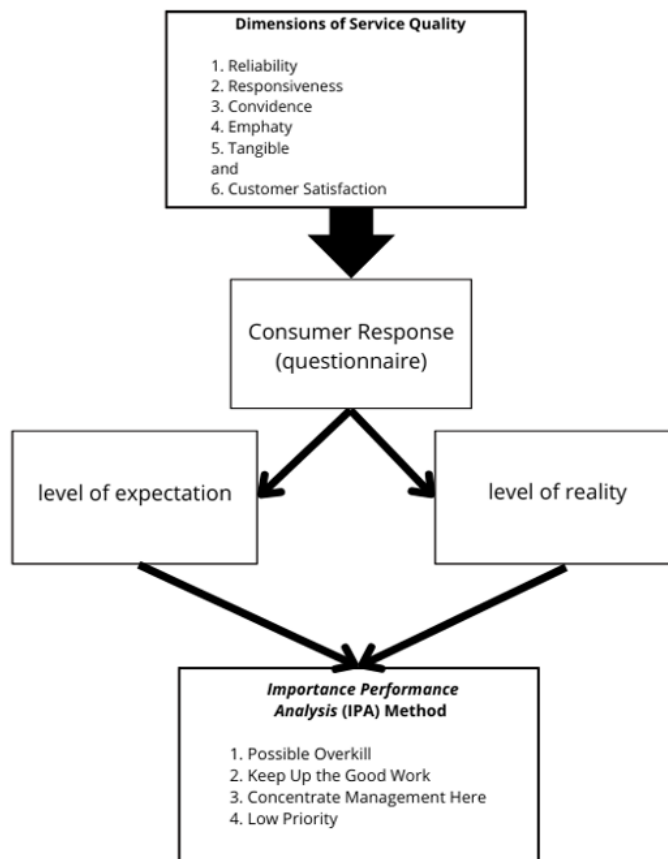 Dimensions of Service Quality
1. Reliability
2. Responsiveness
3. Convidence
4. Emphaty
5. Tangible
and
6. Customer Satisfaction
Consumer Response
(questionnaire)
level of expectation
level of reality
Importance Performance
Analysis (IPA) Method
1. Possible Overkill
2. Keep Up the Good Work
3. Concentrate Management Here
4. Low Priority